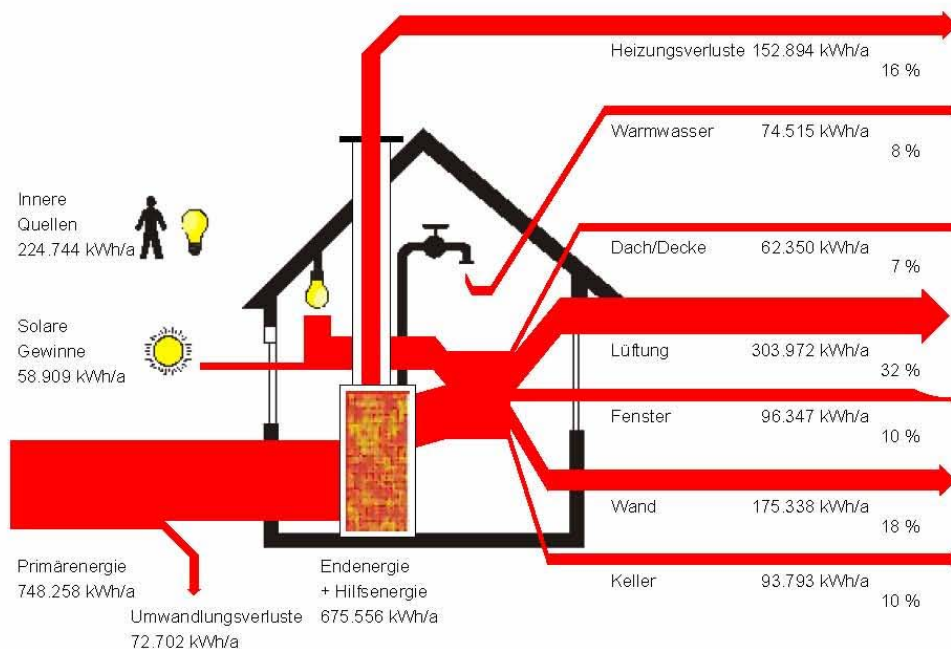 Heizungsverluste 152.894 kWh/a
16 %
Warmwasser 74.515 kWh/a
8 %
Innere
Quellen
224.744 kWh/a
Dach/Decke 62.350 kWh/a
7 %
Solare
Gewinne
58.909 kWh/a
Lüftung 303.972 kWh/a
32 %
Fenster 96.347 kWh/a
10 %
Wand 175.338 kWh/a
18 %
Primärenergie
748.258 kWh/a
Umwandlungsverluste
72.702 kWh/a
Endenergie
+ Hilfsenergie
675.556 kWh/a
Keller 93.793 kWh/a
10 %